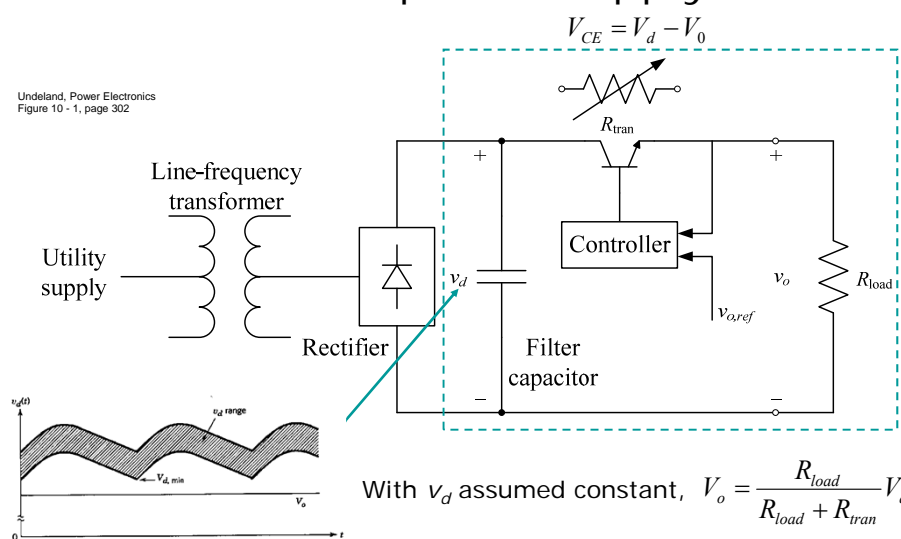 V_CE = V_d − V_0
Undeland, Power Electronics
Figure 10 - 1, page 302
R_tran
+
+
Line-frequency
transformer
Controller
Utility
supply
v_d
v_o
R_load
v_o,ref
Rectifier
Filter
capacitor
−
−
v_d(t)
v_d range
V_d, min
V_o
0
t
With v_d assumed constant, V_o = R_load / (R_load + R_tran)